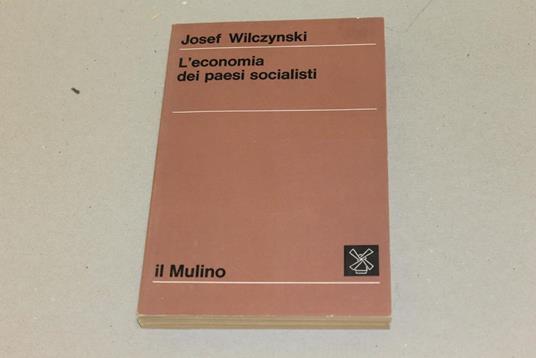 Josef Wilczynski
L'economia
dei paesi socialisti
il Mulino